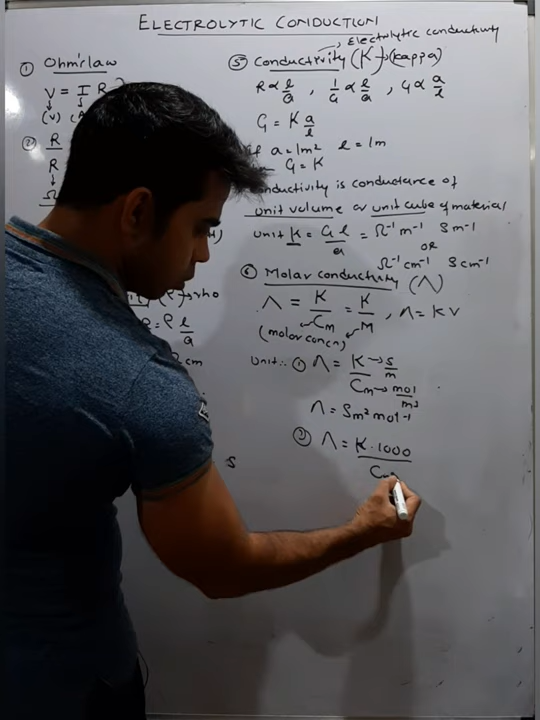 ELECTROLYTIC CONDUCTION
① Ohm's law
V = I R
(V)
② R
R
Ω
rho
ρ l/a
cm
S
Electrolytic conductivity
⑤ Conductivity (K) → (kappa)
R ∝ l/a , 1/G ∝ l/a , G ∝ a/l
G = K a/l
If a = 1m² l = 1m
G = K
Conductivity is conductance of
unit volume or unit cube of material
unit K = G l/a = Ω⁻¹ m⁻¹ S m⁻¹
OR
Ω⁻¹ cm⁻¹ S cm⁻¹
⑥ Molar conductivity (Λ)
Λ = K/Cm = K/M , Λ = K V
(molar concn)
Unit:- ① Λ = K → S/m
Cm → mol/m³
Λ = S m² mol⁻¹
② Λ = K · 1000
Cm